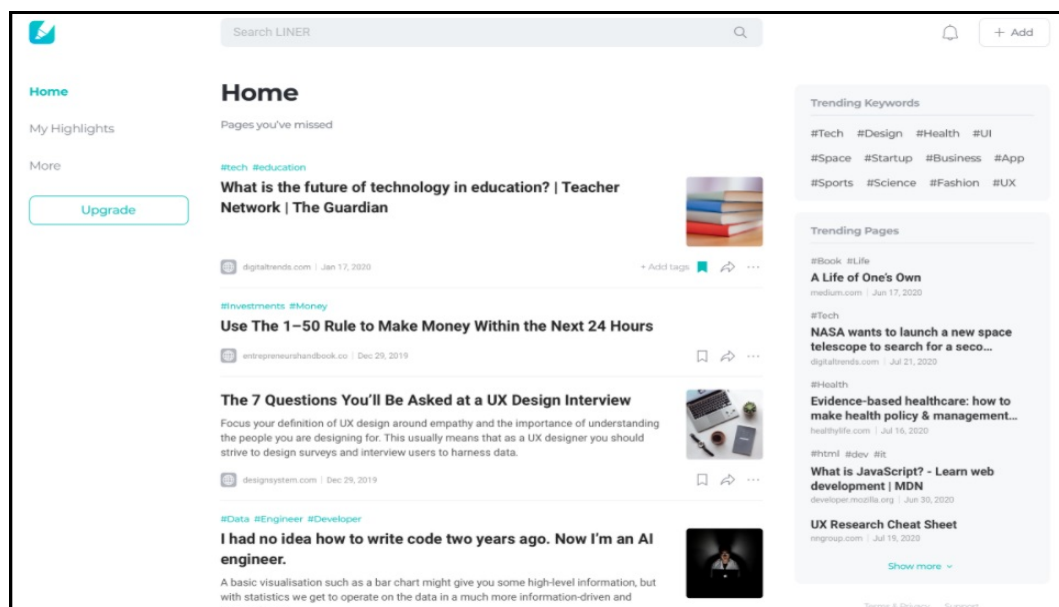 Search LINER
+ Add
Home
My Highlights
More
Upgrade
Home
Pages you've missed
#tech #education
What is the future of technology in education? | Teacher
Network | The Guardian
digitaltrends.com | Jan 17, 2020
+ Add tags
#Investments #Money
Use The 1–50 Rule to Make Money Within the Next 24 Hours
entrepreneurshandbook.co | Dec 29, 2019
The 7 Questions You'll Be Asked at a UX Design Interview
Focus your definition of UX design around empathy and the importance of understanding
the people you are designing for. This usually means that as a UX designer you should
strive to design surveys and interview users to harness data.
designsystem.com | Dec 29, 2019
#Data #Engineer #Developer
I had no idea how to write code two years ago. Now I'm an AI
engineer.
A basic visualisation such as a bar chart might give you some high-level information, but
with statistics we get to operate on the data in a much more information-driven and
Trending Keywords
#Tech #Design #Health #UI
#Space #Startup #Business #App
#Sports #Science #Fashion #UX
Trending Pages
#Book #Life
A Life of One's Own
medium.com | Jun 17, 2020
#Tech
NASA wants to launch a new space
telescope to search for a seco...
digitaltrends.com | Jul 21, 2020
#Health
Evidence-based healthcare: how to
make health policy & management...
healthylife.com | Jul 16, 2020
#html #dev #it
What is JavaScript? - Learn web
development | MDN
developer.mozilla.org | Jun 30, 2020
UX Research Cheat Sheet
nngroup.com | Jul 19, 2020
Show more
Terms & Privacy Support